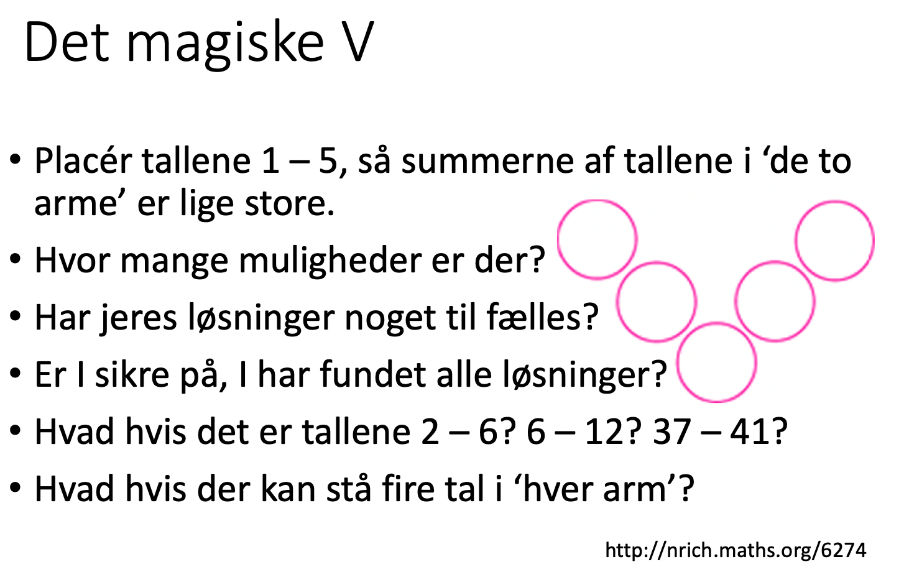 Det magiske V
• Placér tallene 1 – 5, så summerne af tallene i ‘de to
arme’ er lige store.
• Hvor mange muligheder er der?
• Har jeres løsninger noget til fælles?
• Er I sikre på, I har fundet alle løsninger?
• Hvad hvis det er tallene 2 – 6? 6 – 12? 37 – 41?
• Hvad hvis der kan stå fire tal i ‘hver arm’?
http://nrich.maths.org/6274